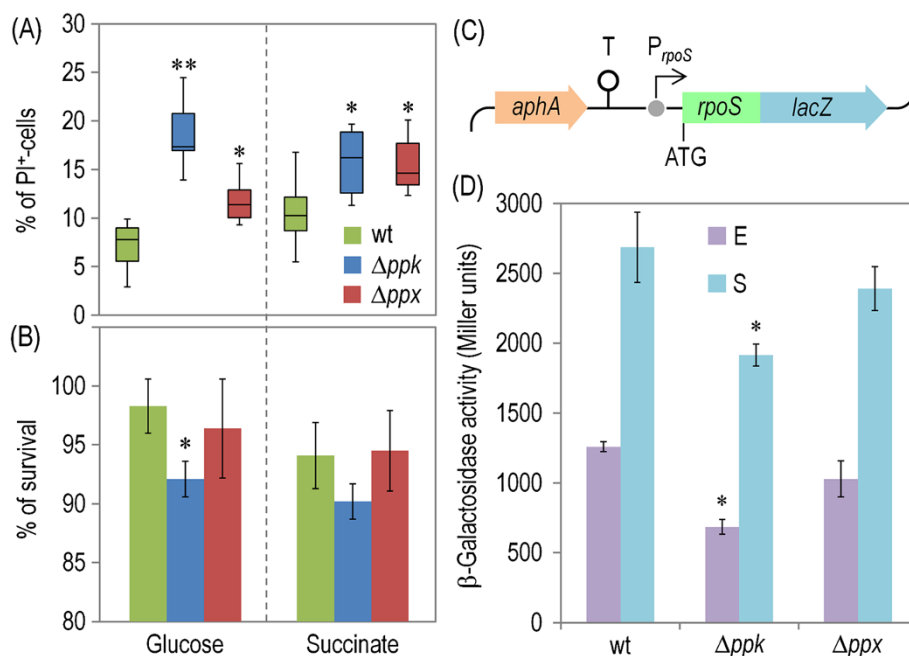 (A)
% of PI⁺-cells
30
25
20
15
10
5
0
**
*
*
*
wt
Δppk
Δppx
(B)
% of survival
100
95
90
85
80
*
Glucose
Succinate
(C)
T
PrpoS
aphA
rpoS
lacZ
ATG
(D)
β-Galactosidase activity (Miller units)
3000
2500
2000
1500
1000
500
0
E
S
*
*
wt
Δppk
Δppx